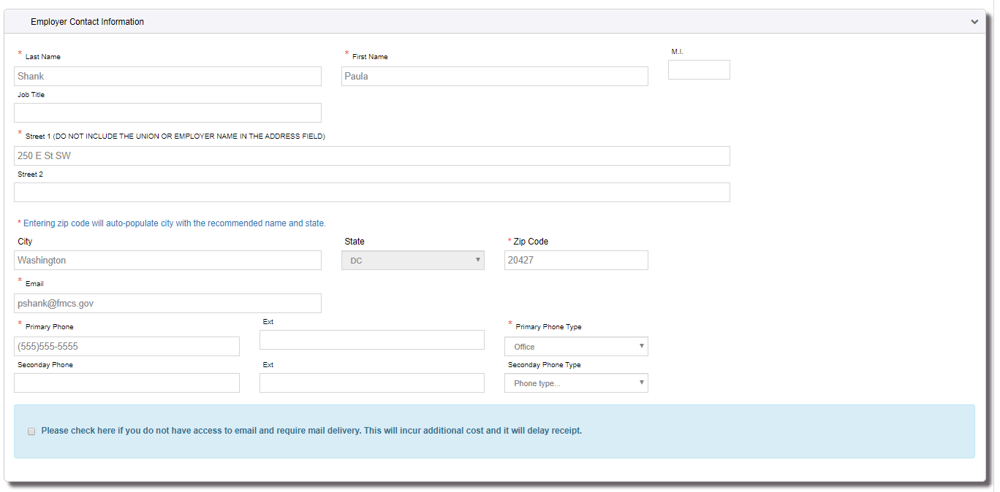 Employer Contact Information
* Last Name * First Name M.I.
Shank Paula
Job Title
* Street 1 (DO NOT INCLUDE THE UNION OR EMPLOYER NAME IN THE ADDRESS FIELD)
250 E St SW
Street 2
* Entering zip code will auto-populate city with the recommended name and state.
City State * Zip Code
Washington DC 20427
* Email
pshank@fmcs.gov
* Primary Phone Ext * Primary Phone Type
(555)555-5555 Office
Seconday Phone Ext Seconday Phone Type
Phone type...
Please check here if you do not have access to email and require mail delivery. This will incur additional cost and it will delay receipt.